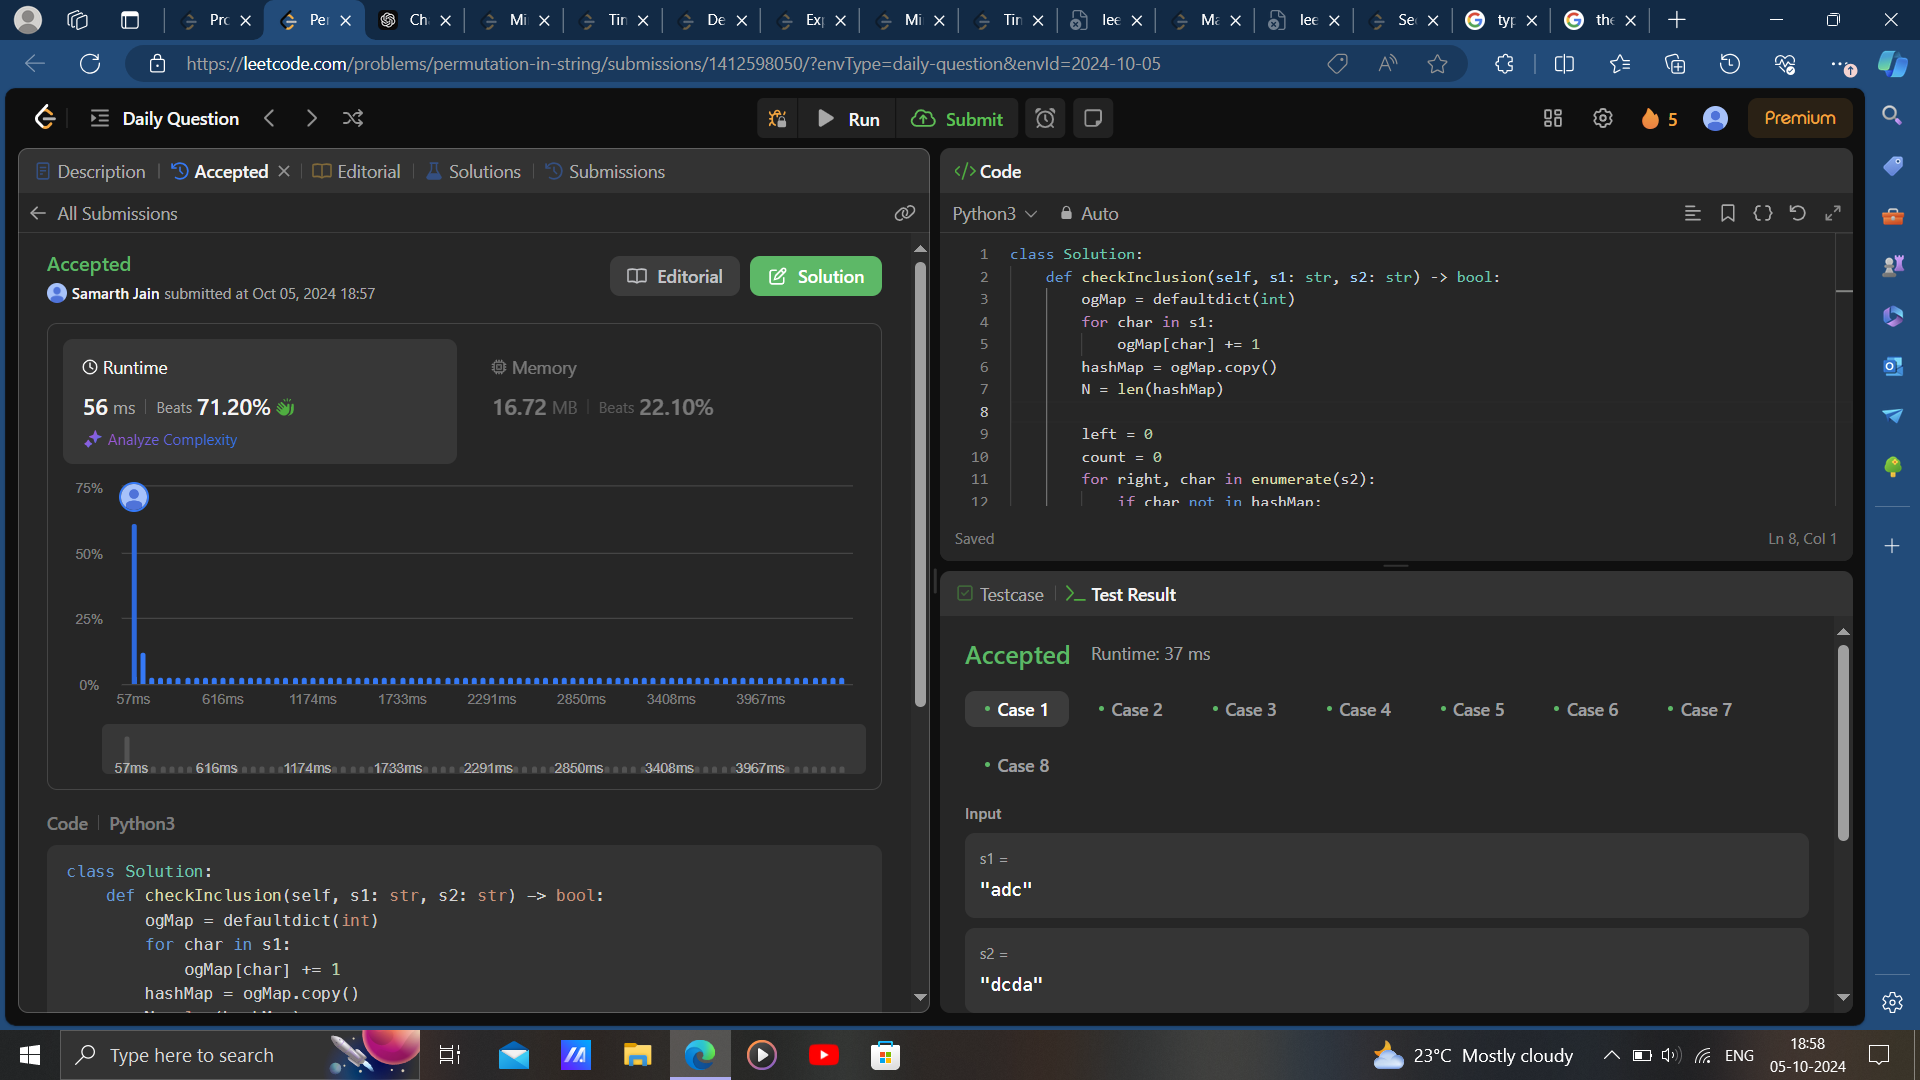 Pro
Per
Ch
Mi
Tin
De
Ex
Mi
Tin
lee
Ma
lee
Se
typ
the
https://leetcode.com/problems/permutation-in-string/submissions/1412598050/?envType=daily-question&envId=2024-10-05
Daily Question
Run
Submit
5
Premium
Description
Accepted
Editorial
Solutions
Submissions
All Submissions
Accepted
Samarth Jain submitted at Oct 05, 2024 18:57
Editorial
Solution
Runtime
56 ms | Beats 71.20%
Analyze Complexity
Memory
16.72 MB | Beats 22.10%
75%
50%
25%
0%
57ms 616ms 1174ms 1733ms 2291ms 2850ms 3408ms 3967ms
57ms 616ms 1174ms 1733ms 2291ms 2850ms 3408ms 3967ms
Code | Python3
class Solution:
    def checkInclusion(self, s1: str, s2: str) -> bool:
        ogMap = defaultdict(int)
        for char in s1:
            ogMap[char] += 1
        hashMap = ogMap.copy()
</> Code
Python3
Auto
1 class Solution:
2     def checkInclusion(self, s1: str, s2: str) -> bool:
3         ogMap = defaultdict(int)
4         for char in s1:
5             ogMap[char] += 1
6         hashMap = ogMap.copy()
7         N = len(hashMap)
8
9         left = 0
10         count = 0
11         for right, char in enumerate(s2):
12             if char not in hashMap:
Saved
Ln 8, Col 1
Testcase
Test Result
Accepted
Runtime: 37 ms
Case 1
Case 2
Case 3
Case 4
Case 5
Case 6
Case 7
Case 8
Input
s1 =
"adc"
s2 =
"dcda"
Type here to search
23°C Mostly cloudy
ENG
18:58
05-10-2024